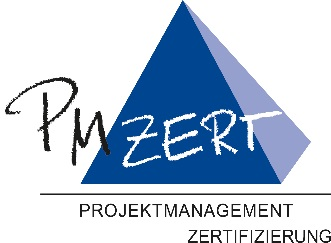 PM ZERT
PROJEKTMANAGEMENT
ZERTIFIZIERUNG